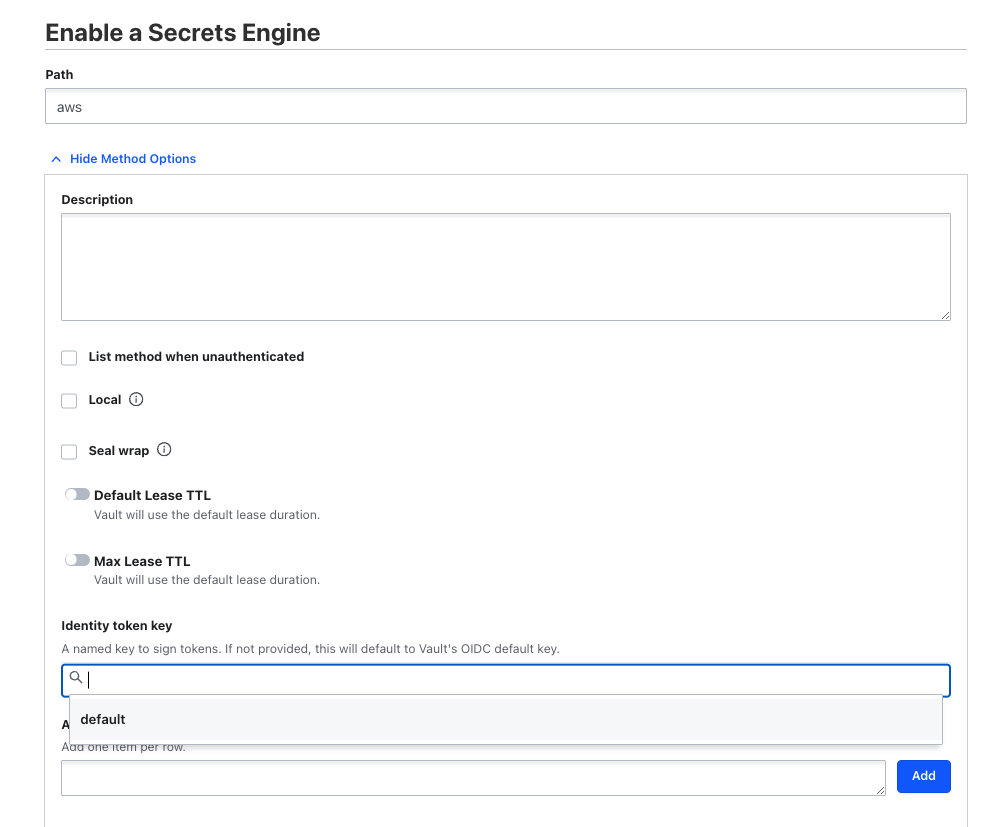 Enable a Secrets Engine
Path
aws
Hide Method Options
Description
List method when unauthenticated
Local
Seal wrap
Default Lease TTL
Vault will use the default lease duration.
Max Lease TTL
Vault will use the default lease duration.
Identity token key
A named key to sign tokens. If not provided, this will default to Vault's OIDC default key.
default
Add one item per row.
Add